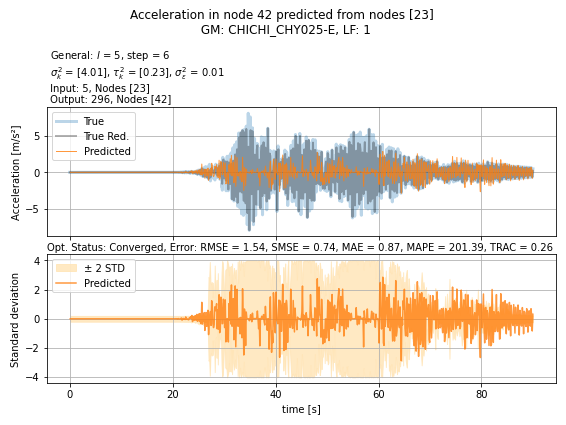 Acceleration in node 42 predicted from nodes [23]
GM: CHICHI_CHY025-E, LF: 1
General: l = 5, step = 6
σ²ₖ = [4.01], τ²ₖ = [0.23], σ²ε = 0.01
Input: 5, Nodes [23]
Output: 296, Nodes [42]
True
True Red.
Predicted
Acceleration [m/s²]
5
0
−5
Opt. Status: Converged, Error: RMSE = 1.54, SMSE = 0.74, MAE = 0.87, MAPE = 201.39, TRAC = 0.26
± 2 STD
Predicted
Standard deviation
4
2
0
−2
−4
0 20 40 60 80
time [s]